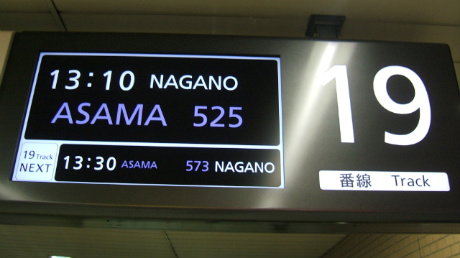 13:10 NAGANO
ASAMA 525
19 Track NEXT
13:30 ASAMA 573 NAGANO
19
番線 Track